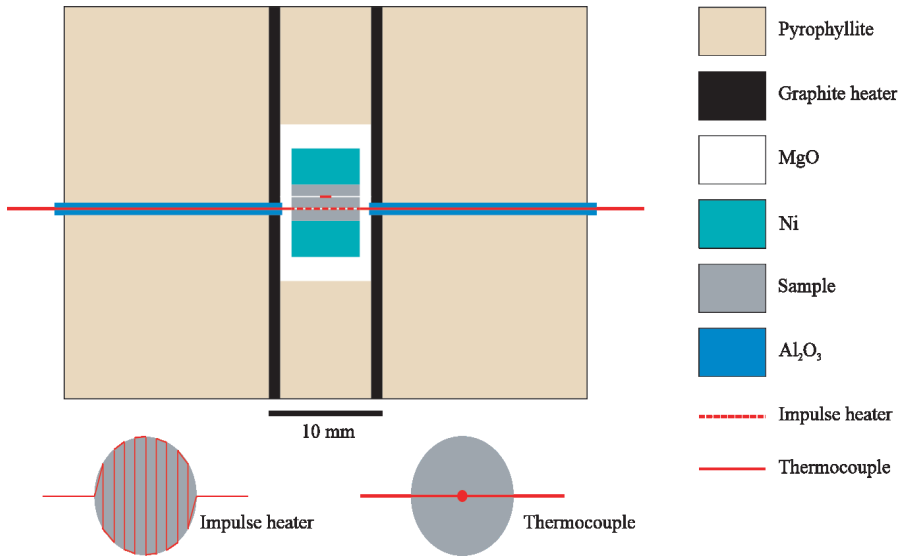 Pyrophyllite
Graphite heater
MgO
Ni
Sample
Al₂O₃
Impulse heater
Thermocouple
10 mm
Impulse heater
Thermocouple